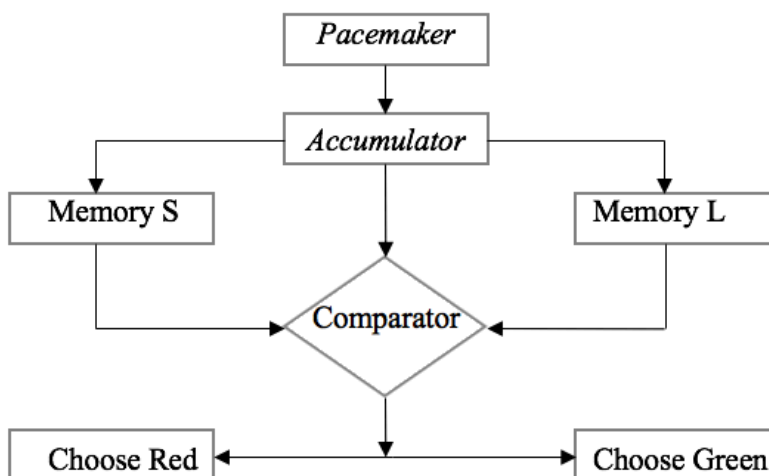 Pacemaker
Accumulator
Memory S
Memory L
Comparator
Choose Red
Choose Green